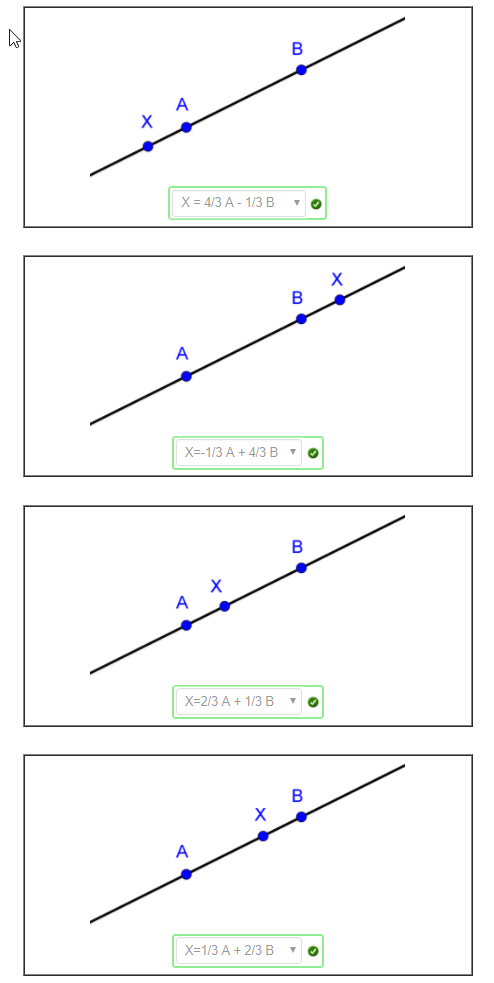 B
A
X
X = 4/3 A - 1/3 B
X
B
A
X=-1/3 A + 4/3 B
B
X
A
X=2/3 A + 1/3 B
B
X
A
X=1/3 A + 2/3 B